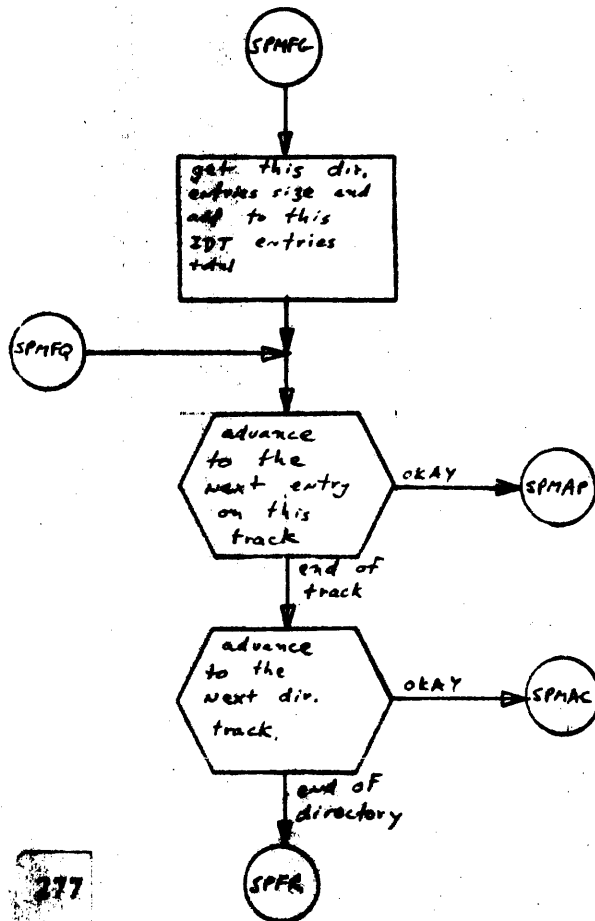 SPMFG
get this dir.
entries size and
add to this
IDT entries
total
SPMFQ
advance
to the
next entry
on this
track
OKAY
SPMAP
end of
track
advance
to the
next dir.
track.
OKAY
SPMAC
end of
directory
SPFR
277